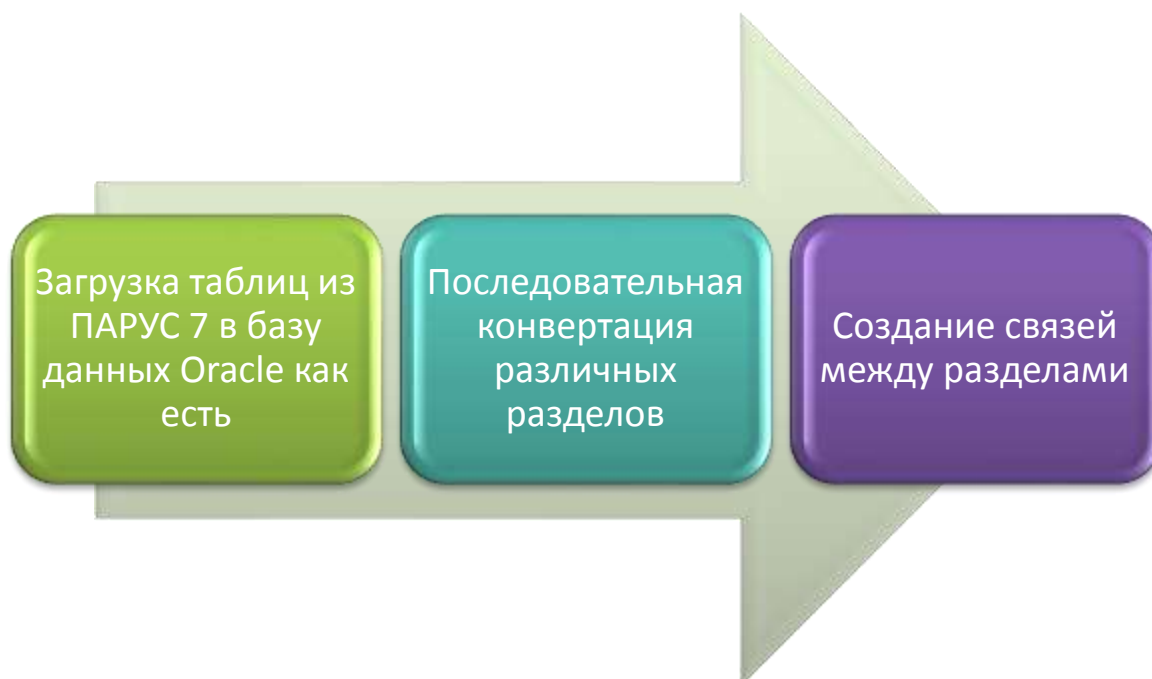 Загрузка таблиц из
ПАРУС 7 в базу
данных Oracle как
есть
Последовательная
конвертация
различных
разделов
Создание связей
между разделами